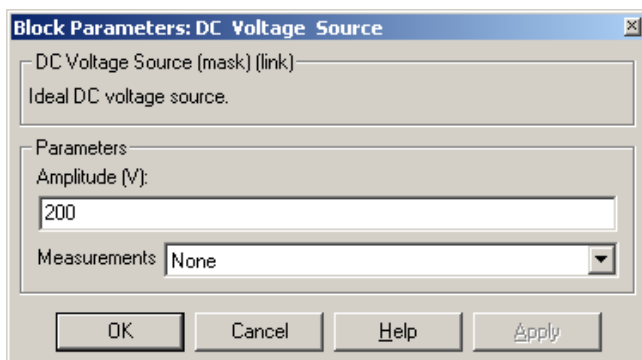 Block Parameters: DC Voltage Source
DC Voltage Source (mask) (link)
Ideal DC voltage source.
Parameters
Amplitude (V):
200
Measurements None
OK Cancel Help Apply